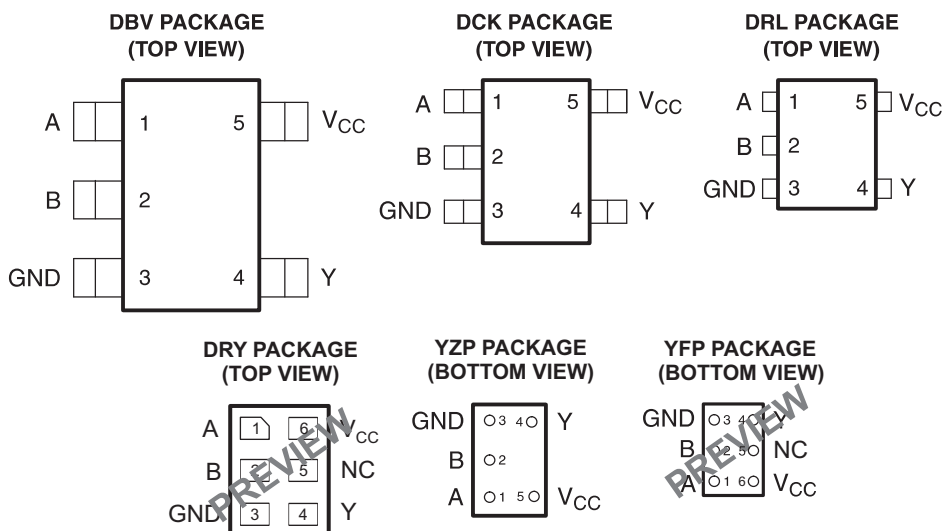 DBV PACKAGE
(TOP VIEW)
A 1 5 VCC
B 2
GND 3 4 Y
DCK PACKAGE
(TOP VIEW)
A 1 5 VCC
B 2
GND 3 4 Y
DRL PACKAGE
(TOP VIEW)
A 1 5 VCC
B 2
GND 3 4 Y
DRY PACKAGE
(TOP VIEW)
A 1 6 VCC
B 2 5 NC
GND 3 4 Y
PREVIEW
YZP PACKAGE
(BOTTOM VIEW)
GND 3 4 Y
B 2
A 1 5 VCC
YFP PACKAGE
(BOTTOM VIEW)
GND 3 4 Y
B 2 5 NC
A 1 6 VCC
PREVIEW